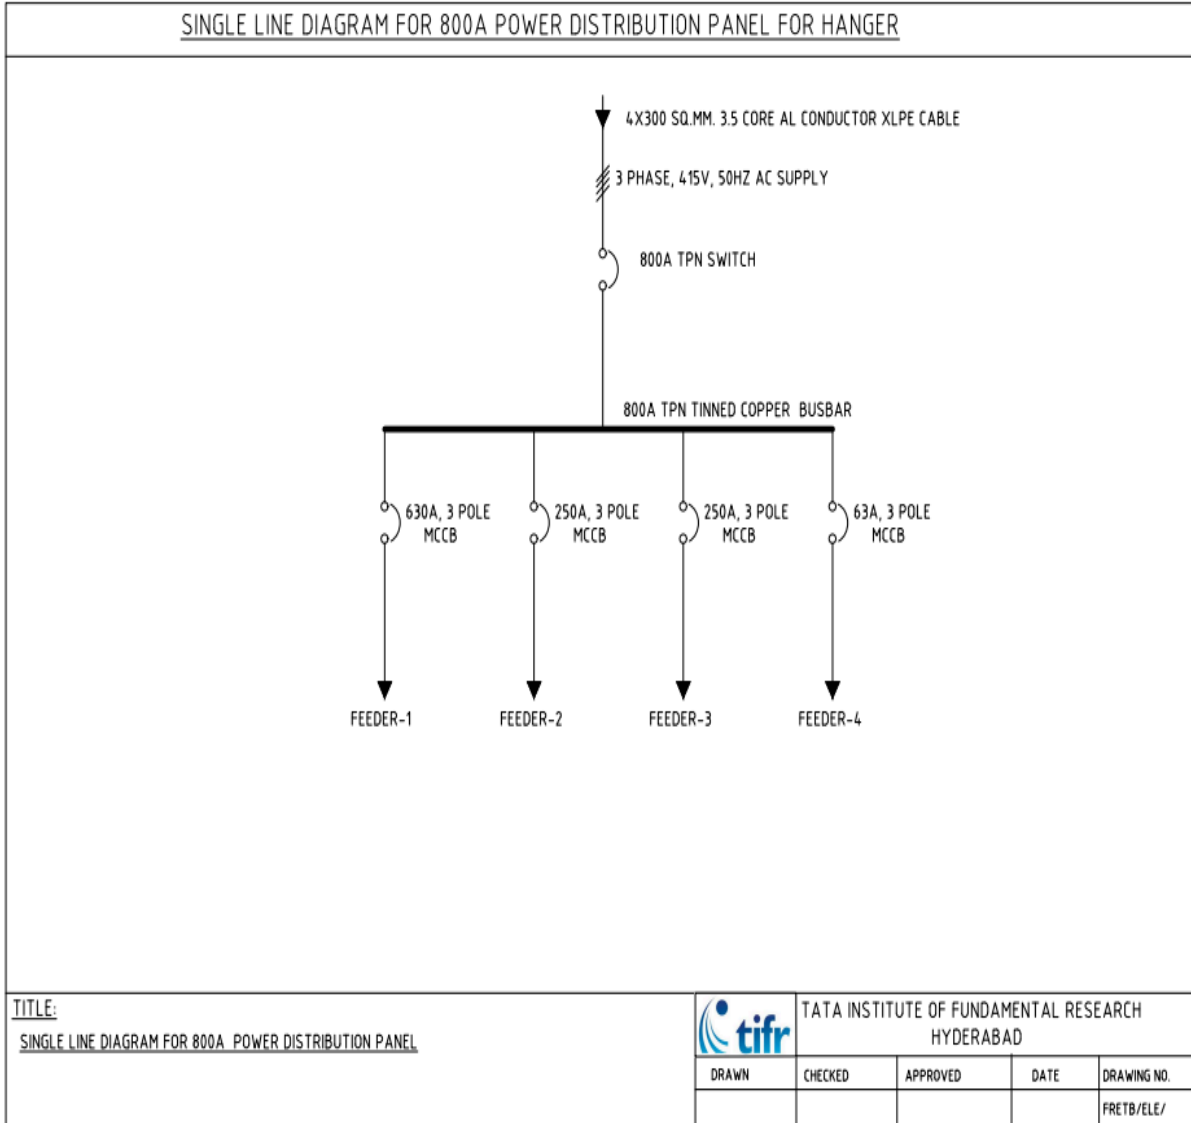 SINGLE LINE DIAGRAM FOR 800A POWER DISTRIBUTION PANEL FOR HANGER
4X300 SQ.MM. 3.5 CORE AL CONDUCTOR XLPE CABLE
3 PHASE, 415V, 50HZ AC SUPPLY
800A TPN SWITCH
800A TPN TINNED COPPER BUSBAR
630A, 3 POLE
MCCB
250A, 3 POLE
MCCB
250A, 3 POLE
MCCB
63A, 3 POLE
MCCB
FEEDER-1
FEEDER-2
FEEDER-3
FEEDER-4
TITLE:
SINGLE LINE DIAGRAM FOR 800A POWER DISTRIBUTION PANEL
tifr
TATA INSTITUTE OF FUNDAMENTAL RESEARCH
HYDERABAD
DRAWN
CHECKED
APPROVED
DATE
DRAWING NO.
FRETB/ELE/